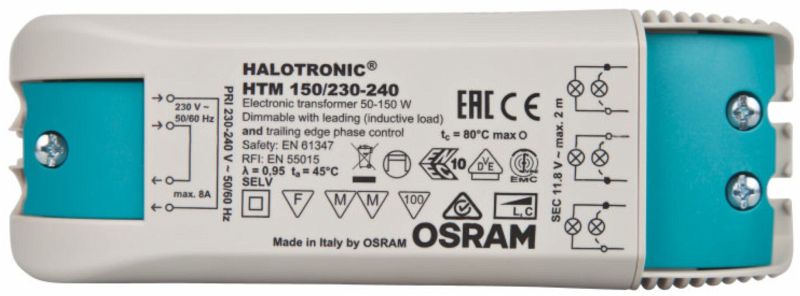 HALOTRONIC®
HTM 150/230-240
Electronic transformer 50-150 W
Dimmable with leading (inductive load)
and trailing edge phase control
Safety: EN 61347
RFI: EN 55015
λ = 0,95 ta = 45°C
SELV
230 V ~
50/60 Hz
max. 8A
PRI 230-240 V ~ 50/60 Hz
EAC CE
tc = 80°C max
10
VDE
EMC
F M M 100
L, C
Made in Italy by OSRAM
OSRAM
SEC 11,8 V ~ max. 2 m